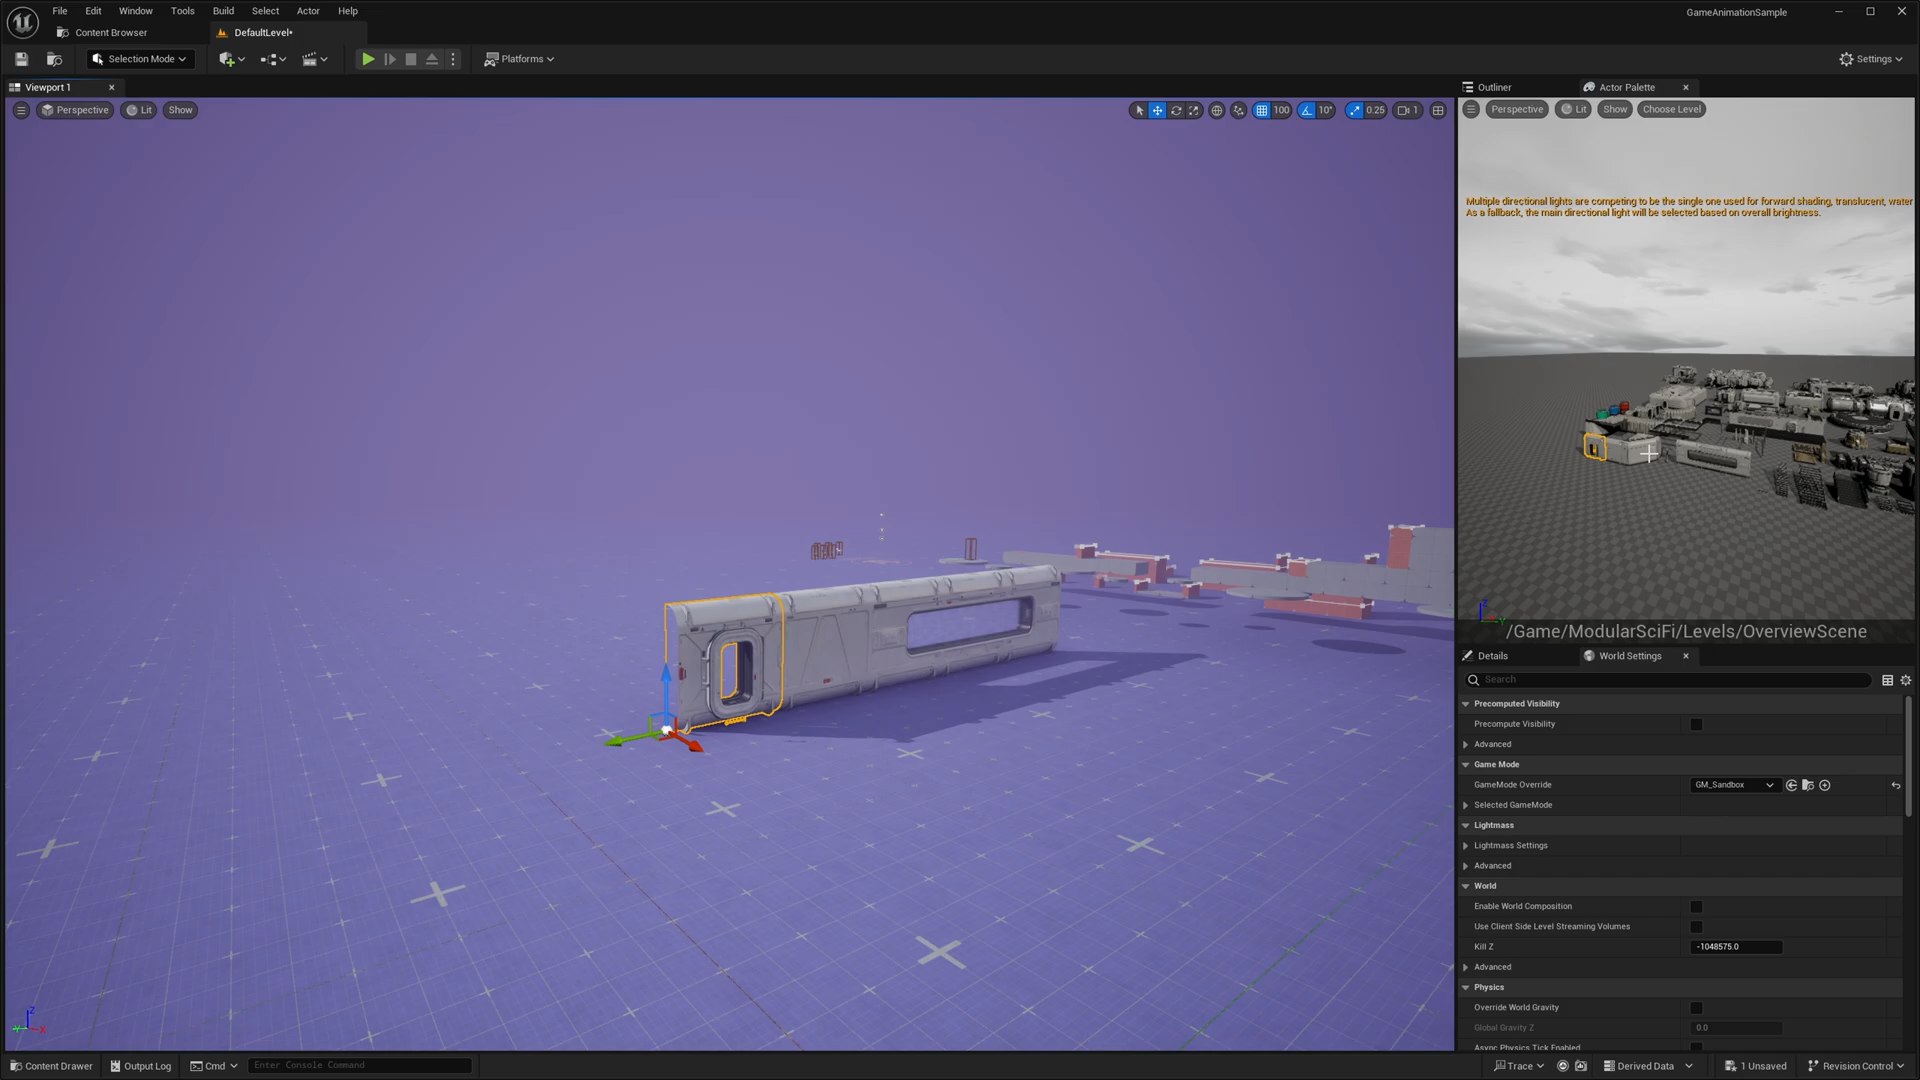 File Edit Window Tools Build Select Actor Help
GameAnimationSample
Content Browser
DefaultLevel•
Selection Mode
Platforms
Settings
Viewport 1
Perspective Lit Show
100 10° 0.25 1
Outliner
Actor Palette
Perspective Lit Show Choose Level
Multiple directional lights are competing to be the single one used for forward shading, translucent, water
As a fallback, the main directional light will be selected based on overall brightness.
/Game/ModularSciFi/Levels/OverviewScene
Details
World Settings
Search
Precomputed Visibility
Precompute Visibility
Advanced
Game Mode
GameMode Override GM_Sandbox
Selected GameMode
Lightmass
Lightmass Settings
Advanced
World
Enable World Composition
Use Client Side Level Streaming Volumes
Kill Z -1048575.0
Advanced
Physics
Override World Gravity
Global Gravity Z 0.0
Async Physics Tick Enabled
Z
X
Content Drawer Output Log Cmd Enter Console Command
Trace Derived Data 1 Unsaved Revision Control